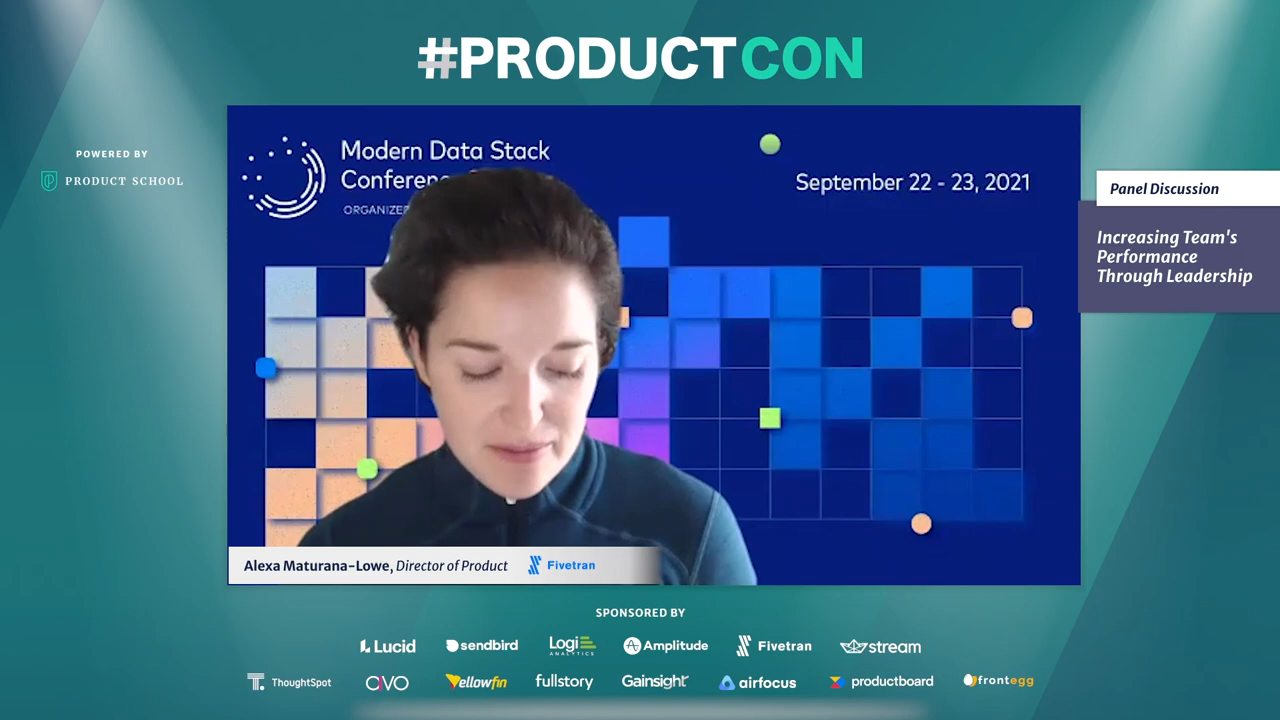 #PRODUCTCON
POWERED BY
PRODUCT SCHOOL
Modern Data Stack
September 22 - 23, 2021
Panel Discussion
Increasing Team's
Performance
Through Leadership
Alexa Maturana-Lowe, Director of Product Fivetran
SPONSORED BY
Lucid sendbird Logi ANALYTICS Amplitude Fivetran stream
ThoughtSpot avo Yellowfin fullstory Gainsight airfocus productboard frontegg